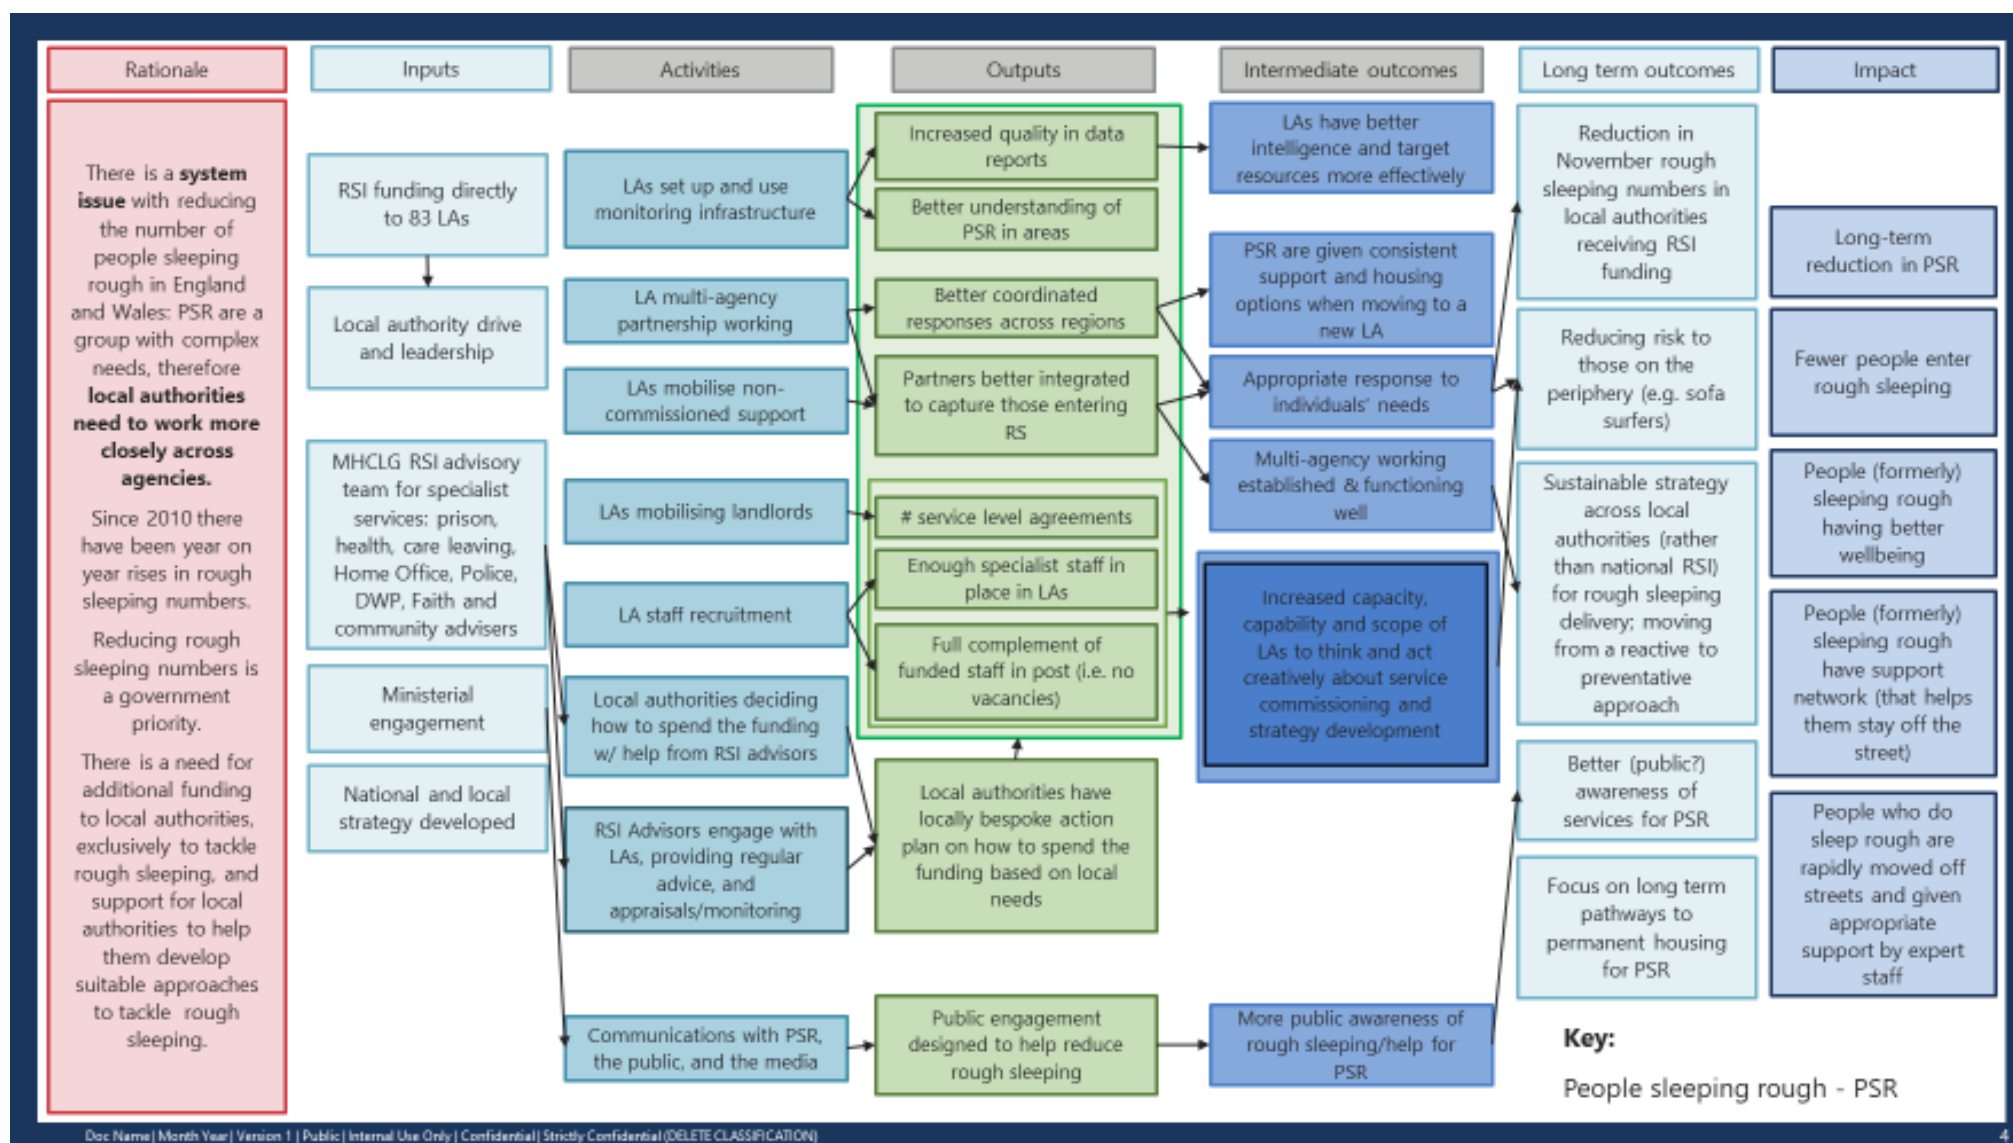 Rationale
Inputs
Activities
Outputs
Intermediate outcomes
Long term outcomes
Impact
There is a system
issue with reducing
the number of
people sleeping
rough in England
and Wales: PSR are a
group with complex
needs, therefore
local authorities
need to work more
closely across
agencies.
Since 2010 there
have been year on
year rises in rough
sleeping numbers.
Reducing rough
sleeping numbers is
a government
priority.
There is a need for
additional funding
to local authorities,
exclusively to tackle
rough sleeping, and
support for local
authorities to help
them develop
suitable approaches
to tackle rough
sleeping.
RSI funding directly
to 83 LAs
Local authority drive
and leadership
MHCLG RSI advisory
team for specialist
services: prison,
health, care leaving,
Home Office, Police,
DWP, Faith and
community advisers
Ministerial
engagement
National and local
strategy developed
LAs set up and use
monitoring infrastructure
LA multi-agency
partnership working
LAs mobilise non-
commissioned support
LAs mobilising landlords
LA staff recruitment
Local authorities deciding
how to spend the funding
w/ help from RSI advisors
RSI Advisors engage with
LAs, providing regular
advice, and
appraisals/monitoring
Communications with PSR,
the public, and the media
Increased quality in data
reports
Better understanding of
PSR in areas
Better coordinated
responses across regions
Partners better integrated
to capture those entering
RS
# service level agreements
Enough specialist staff in
place in LAs
Full complement of
funded staff in post (i.e. no
vacancies)
Local authorities have
locally bespoke action
plan on how to spend the
funding based on local
needs
Public engagement
designed to help reduce
rough sleeping
LAs have better
intelligence and target
resources more effectively
PSR are given consistent
support and housing
options when moving to a
new LA
Appropriate response to
individuals' needs
Multi-agency working
established & functioning
well
Increased capacity,
capability and scope of
LAs to think and act
creatively about service
commissioning and
strategy development
More public awareness of
rough sleeping/help for
PSR
Reduction in
November rough
sleeping numbers in
local authorities
receiving RSI
funding
Reducing risk to
those on the
periphery (e.g. sofa
surfers)
Sustainable strategy
across local
authorities (rather
than national RSI)
for rough sleeping
delivery; moving
from a reactive to
preventative
approach
Better (public?)
awareness of
services for PSR
Focus on long term
pathways to
permanent housing
for PSR
Long-term
reduction in PSR
Fewer people enter
rough sleeping
People (formerly)
sleeping rough
having better
wellbeing
People (formerly)
sleeping rough
have support
network (that helps
them stay off the
street)
People who do
sleep rough are
rapidly moved off
streets and given
appropriate
support by expert
staff
Key:
People sleeping rough - PSR
Doc Name| Month Year| Version 1 | Public | Internal Use Only | Confidential | Strictly Confidential (DELETE CLASSIFICATION)
4